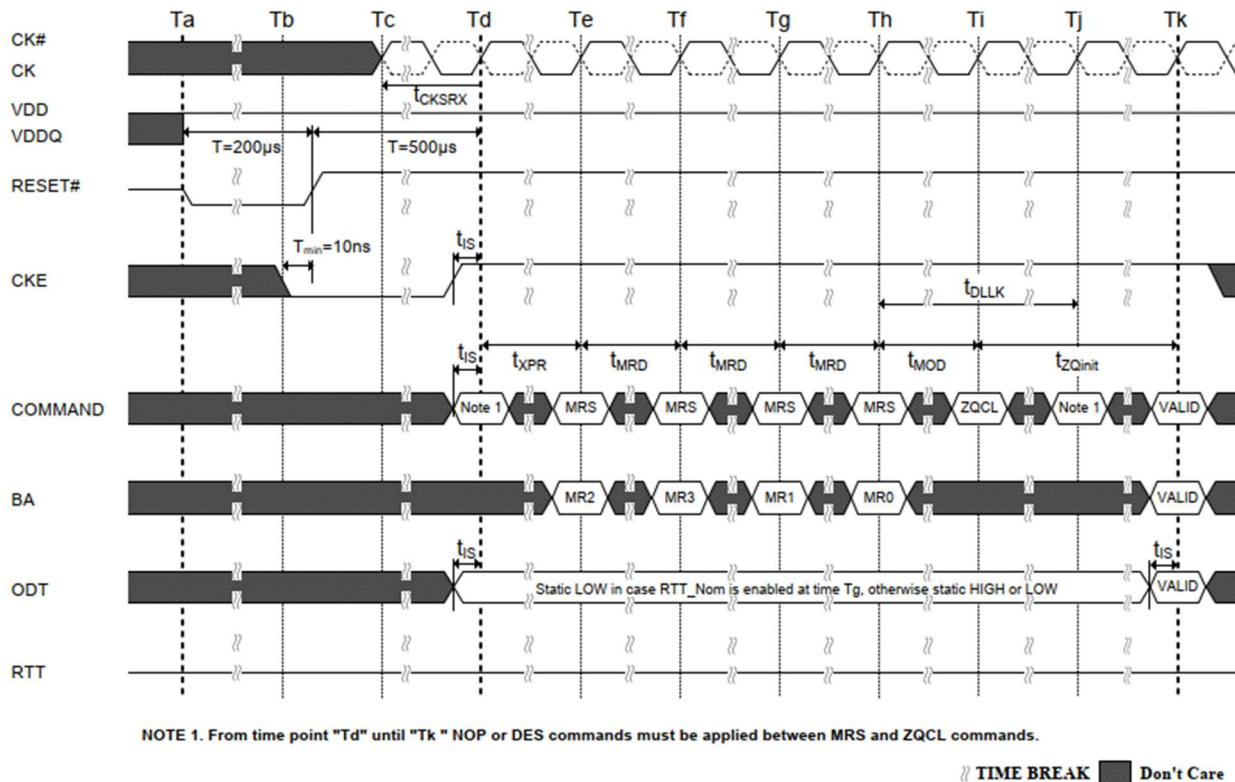 Ta Tb Tc Td Te Tf Tg Th Ti Tj Tk
CK#
CK
tCKSRX
VDD
VDDQ
T=200µs T=500µs
RESET#
Tmin=10ns tIS
CKE
tDLLK
tIS tXPR tMRD tMRD tMRD tMOD tZQinit
COMMAND Note 1 MRS MRS MRS MRS ZQCL Note 1 VALID
BA MR2 MR3 MR1 MR0 VALID
tIS tIS
ODT Static LOW in case RTT_Nom is enabled at time Tg, otherwise static HIGH or LOW VALID
RTT
NOTE 1. From time point "Td" until "Tk " NOP or DES commands must be applied between MRS and ZQCL commands.
TIME BREAK Don't Care